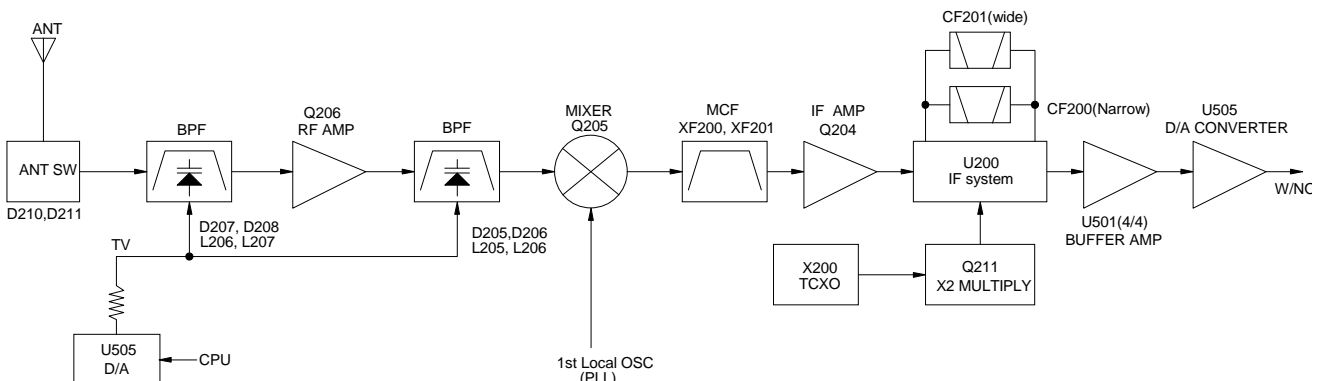 ANT
ANT SW
D210,D211
BPF
D207, D208
L206, L207
TV
U505
D/A
CPU
Q206
RF AMP
BPF
D205,D206
L205, L206
MIXER
Q205
1st Local OSC
(PLL)
MCF
XF200, XF201
IF AMP
Q204
CF201(wide)
CF200(Narrow)
U200
IF system
X200
TCXO
Q211
X2 MULTIPLY
U501(4/4)
BUFFER AMP
U505
D/A CONVERTER